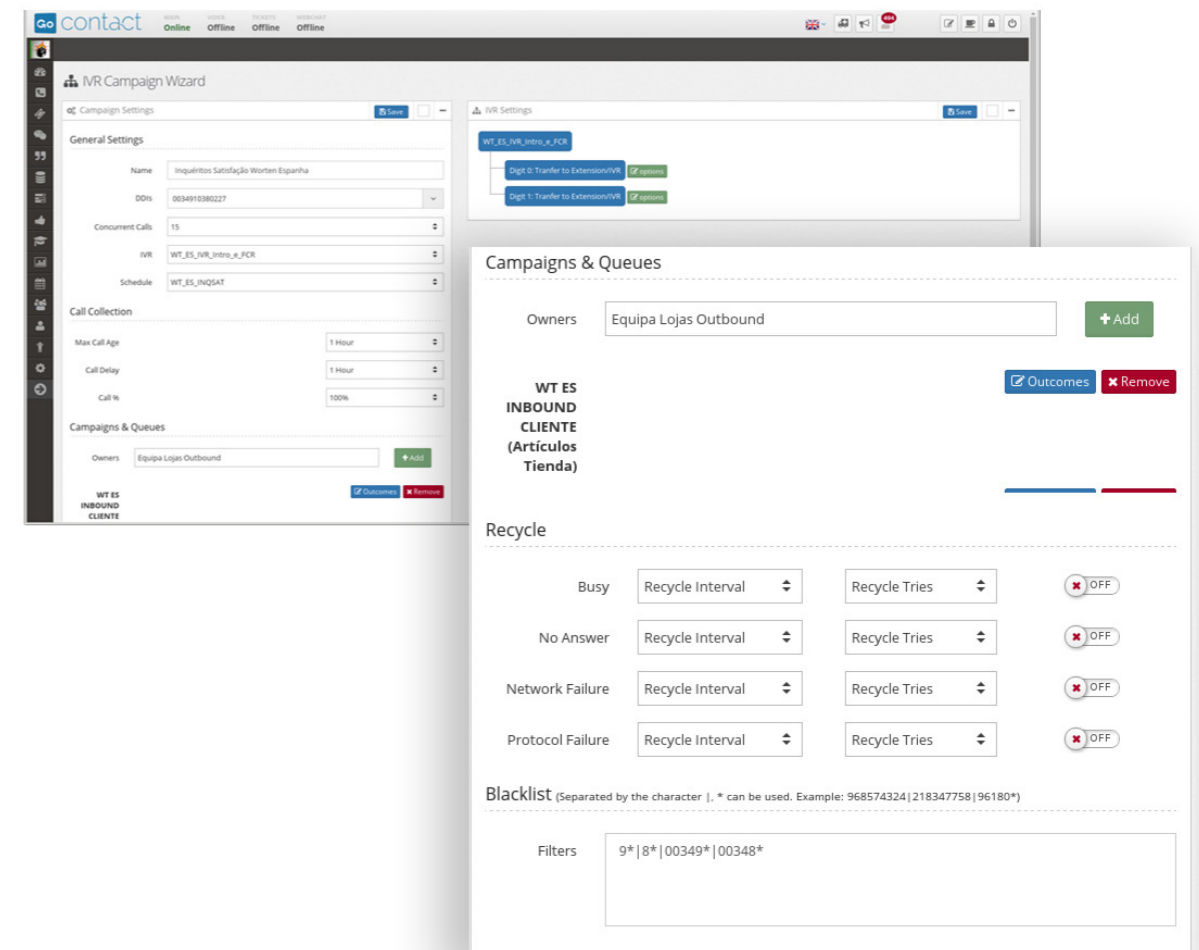 Go contact
MAIN VOICE TICKETS WEBCHAT
Online Offline Offline Offline
494
IVR Campaign Wizard
Campaign Settings Save
General Settings
Name Inquéritos Satisfação Worten Espanha
DDIs 0034910380227
Concurrent Calls 15
IVR WT_ES_IVR_Intro_e_FCR
Schedule WT_ES_INQSAT
Call Collection
Max Call Age 1 Hour
Call Delay 1 Hour
Call % 100%
Campaigns & Queues
Owners Equipa Lojas Outbound + Add
WT ES Outcomes Remove
INBOUND
CLIENTE
IVR Settings Save
WT_ES_IVR_Intro_e_FCR
Digit 0: Tranfer to Extension/IVR options
Digit 1: Tranfer to Extension/IVR options
Campaigns & Queues
Owners Equipa Lojas Outbound + Add
WT ES Outcomes Remove
INBOUND
CLIENTE
(Artículos
Tienda)
Recycle
Busy Recycle Interval Recycle Tries OFF
No Answer Recycle Interval Recycle Tries OFF
Network Failure Recycle Interval Recycle Tries OFF
Protocol Failure Recycle Interval Recycle Tries OFF
Blacklist (Separated by the character |, * can be used. Example: 968574324|218347758|96180*)
Filters 9*|8*|00349*|00348*